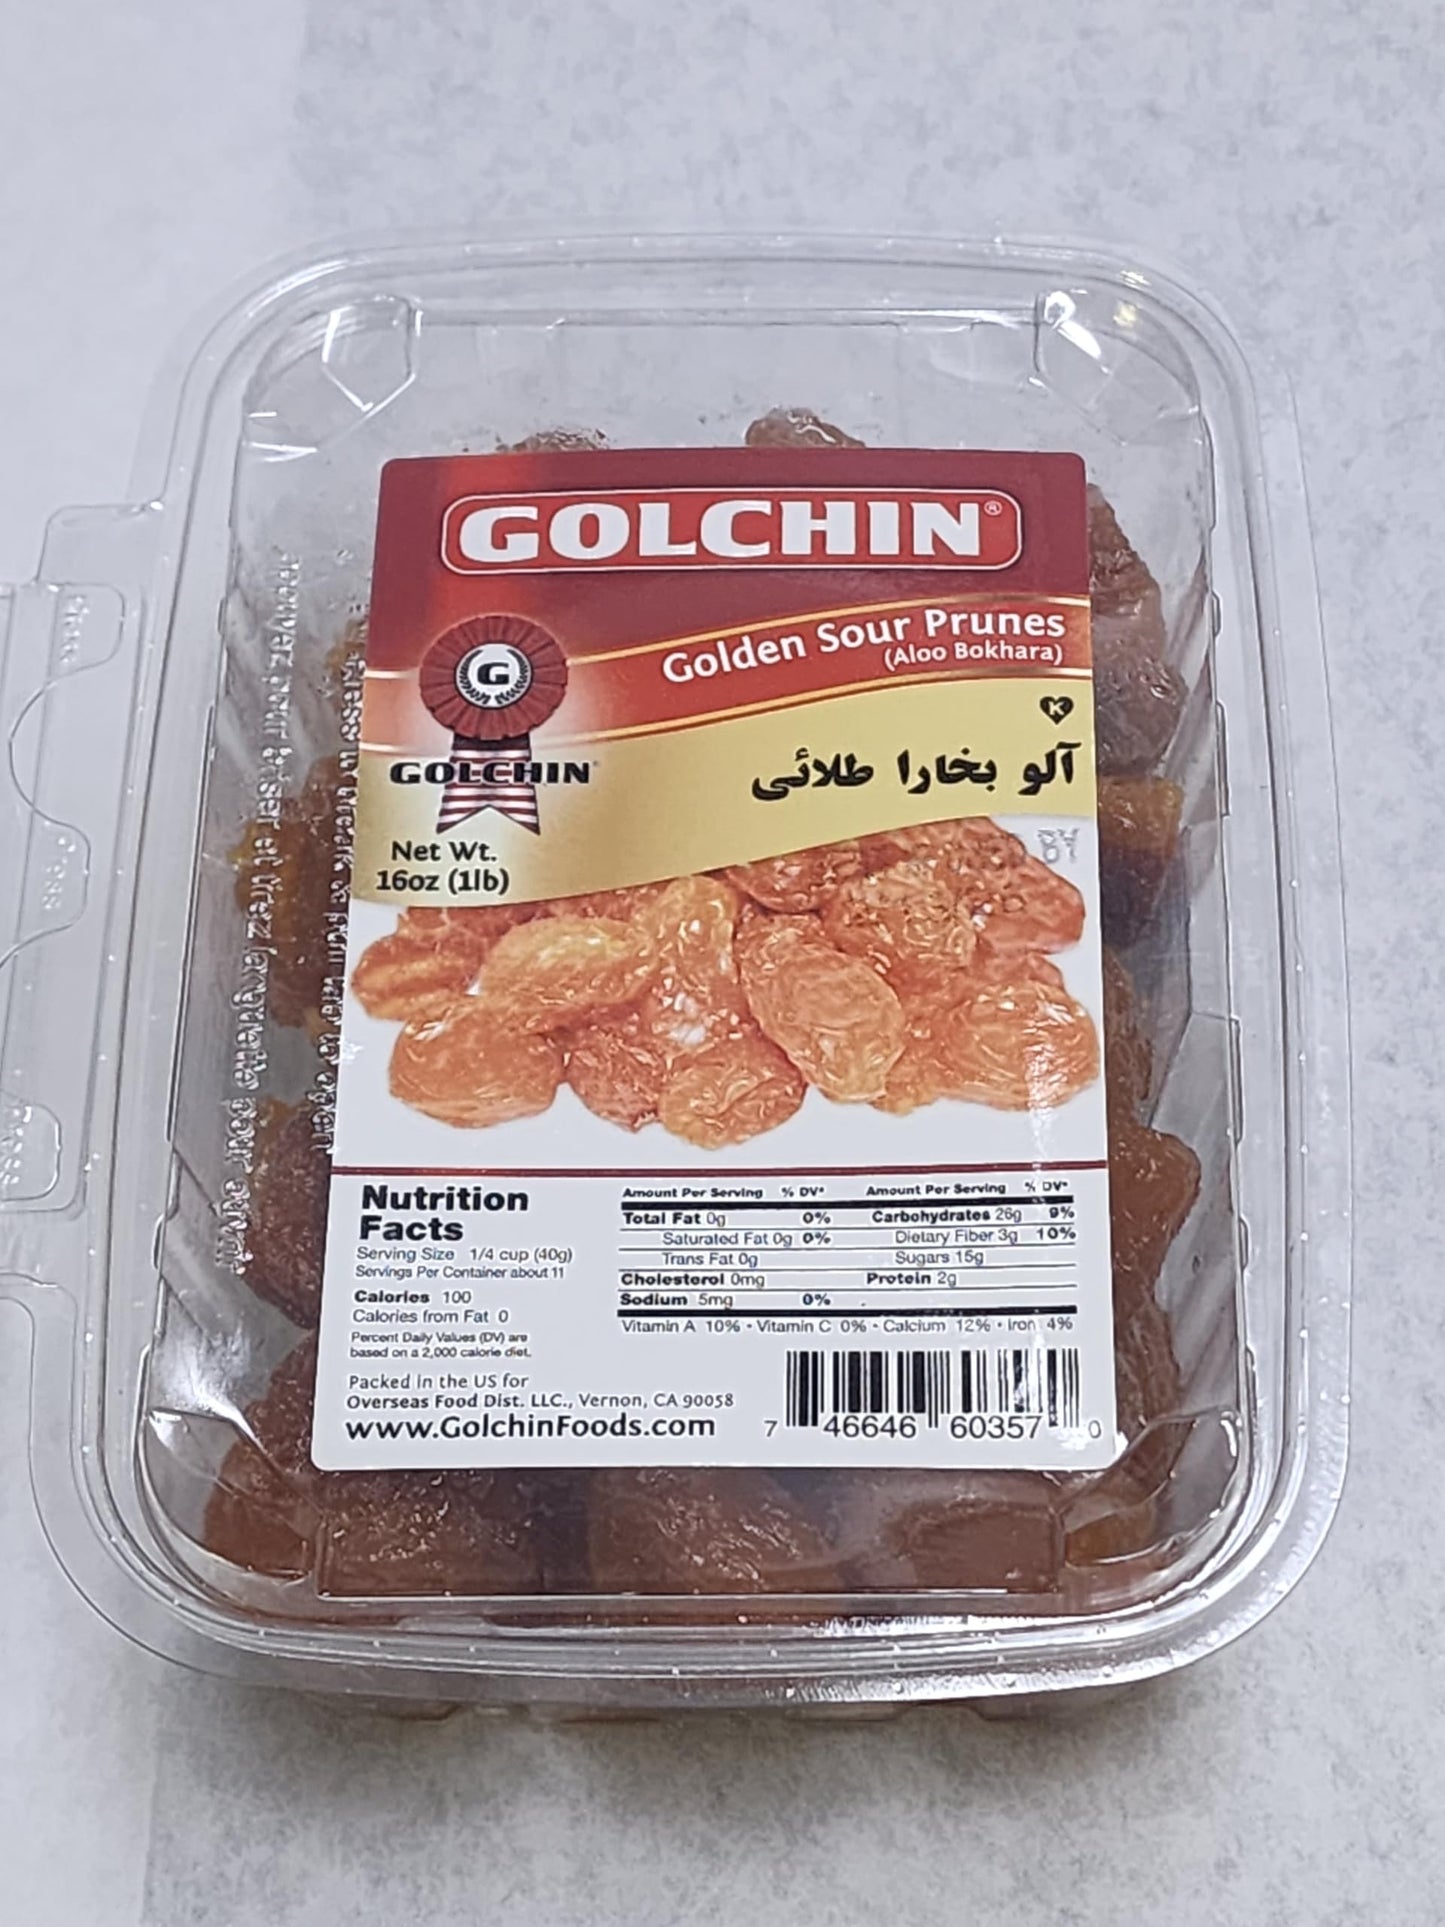 GOLCHIN®
Golden Sour Prunes
(Aloo Bokhara)
K
G
GOLCHIN
آلو بخارا طلائی
Net Wt.
16oz (1lb)
Nutrition
Facts
Serving Size 1/4 cup (40g)
Servings Per Container about 11
Calories 100
Calories from Fat 0
Percent Daily Values (DV) are
based on a 2,000 calorie diet.
Amount Per Serving % DV*
Total Fat 0g 0%
Saturated Fat 0g 0%
Trans Fat 0g
Cholesterol 0mg
Sodium 5mg 0%
Amount Per Serving % DV*
Carbohydrates 26g 9%
Dietary Fiber 3g 10%
Sugars 15g
Protein 2g
Vitamin A 10% • Vitamin C 0% • Calcium 12% • Iron 4%
Packed in the US for
Overseas Food Dist. LLC., Vernon, CA 90058
www.GolchinFoods.com
7 46646 60357 0